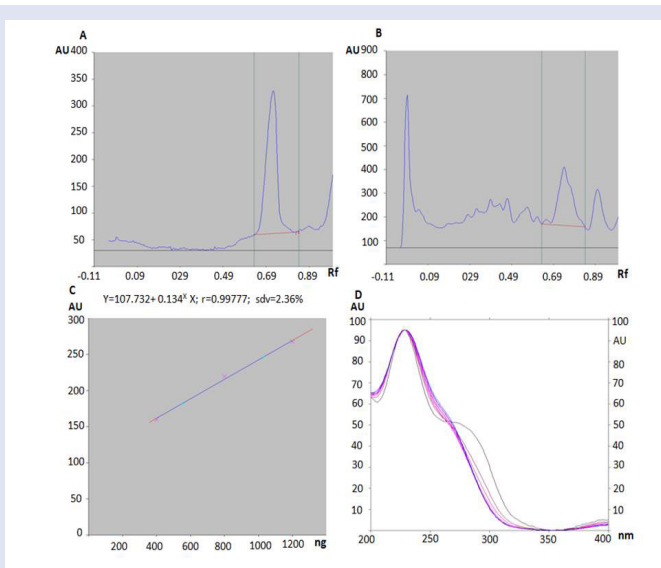 A
AU 400
350
300
250
200
150
100
50
-0.11 0.09 029 0.49 0.69 0.89 Rf
B
AU 900
800
700
600
500
400
300
200
100
-0.11 0.09 0.29 0.49 0.69 0.89 Rf
C
Y=107.732+ 0.134ˣ X; r=0.99777; sdv=2.36%
AU
300
250
200
150
100
50
0
200 400 600 800 1000 1200 ng
D
AU
100
90
80
70
60
50
40
30
20
10
100
AU
80
70
60
50
40
30
20
10
200 250 300 350 400 nm